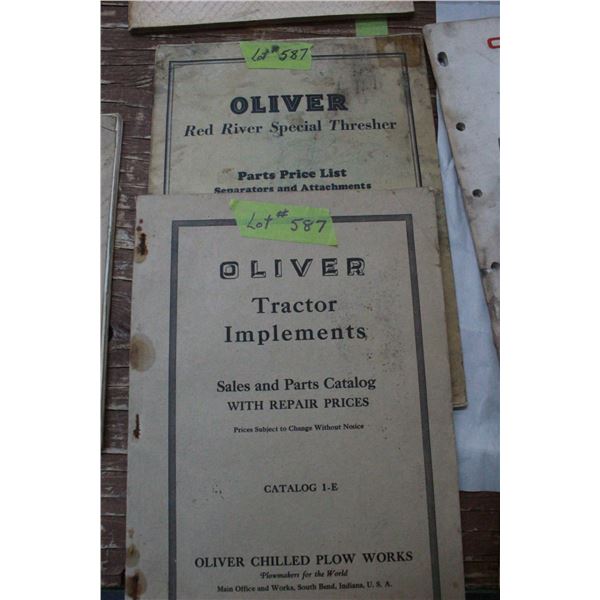 Lot # 587
OLIVER
Red River Special Thresher
Parts Price List
Separators and Attachments
Lot # 587
OLIVER
Tractor
Implements
Sales and Parts Catalog
WITH REPAIR PRICES
Prices Subject to Change Without Notice
CATALOG 1-E
OLIVER CHILLED PLOW WORKS
Plowmakers for the World
Main Office and Works, South Bend, Indiana, U. S. A.